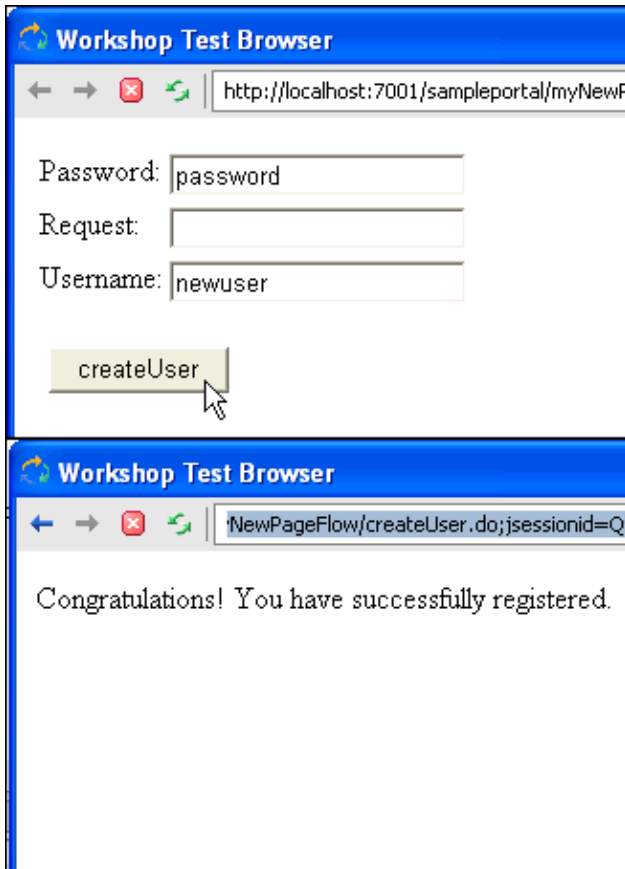 Workshop Test Browser
http://localhost:7001/sampleportal/myNewP
Password: password
Request:
Username: newuser
createUser
Workshop Test Browser
NewPageFlow/createUser.do;jsessionid=Q
Congratulations! You have successfully registered.